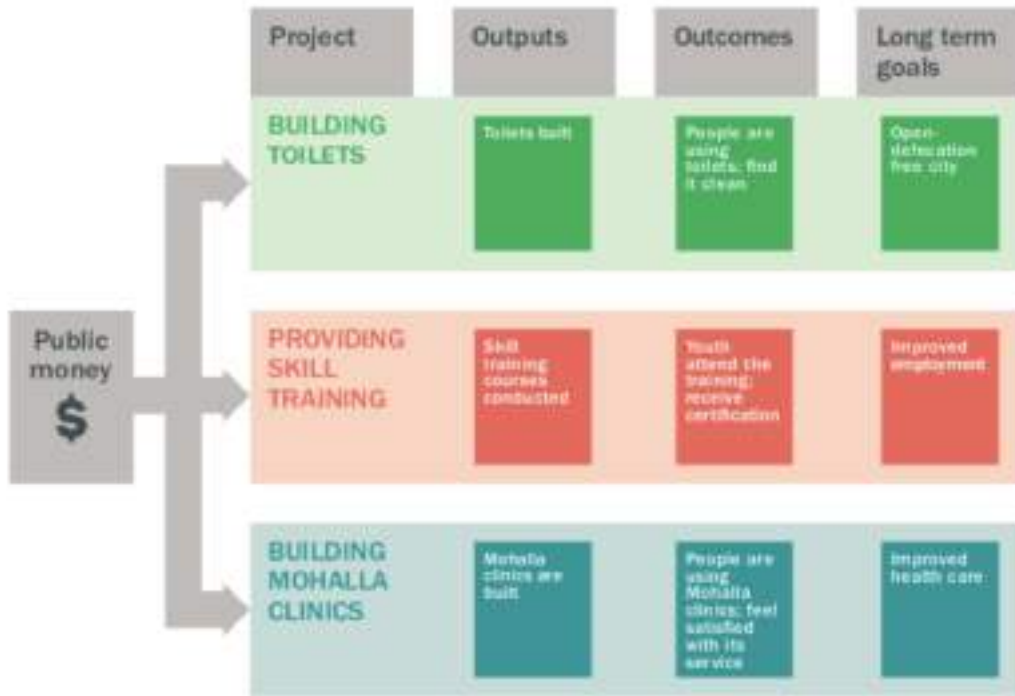 Project
Outputs
Outcomes
Long term
goals
BUILDING
TOILETS
Toilets built
People are
using
toilets; find
it clean
Open-
defecation
free city
Public
money
$
PROVIDING
SKILL
TRAINING
Skill
training
courses
conducted
Youth
attend the
training;
receive
certification
Improved
employment
BUILDING
MOHALLA
CLINICS
Mohalla
clinics are
built
People are
using
Mohalla
clinics; feel
satisfied
with its
service
Improved
health care